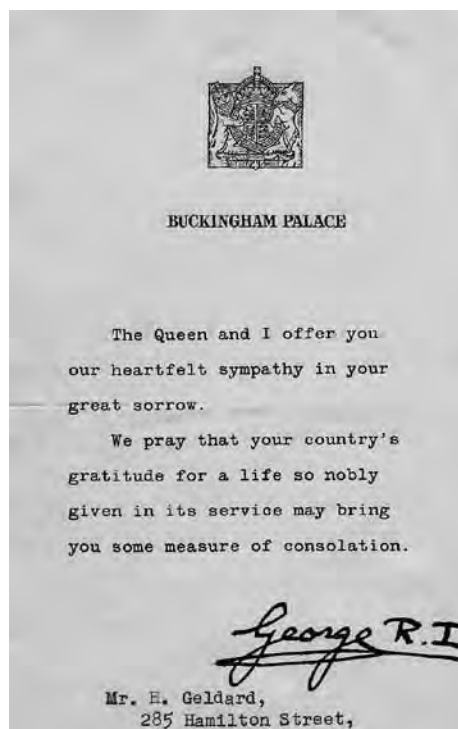 BUCKINGHAM PALACE
The Queen and I offer you
our heartfelt sympathy in your
great sorrow.
We pray that your country's
gratitude for a life so nobly
given in its service may bring
you some measure of consolation.
George R.I
Mr. H. Geldard,
285 Hamilton Street,